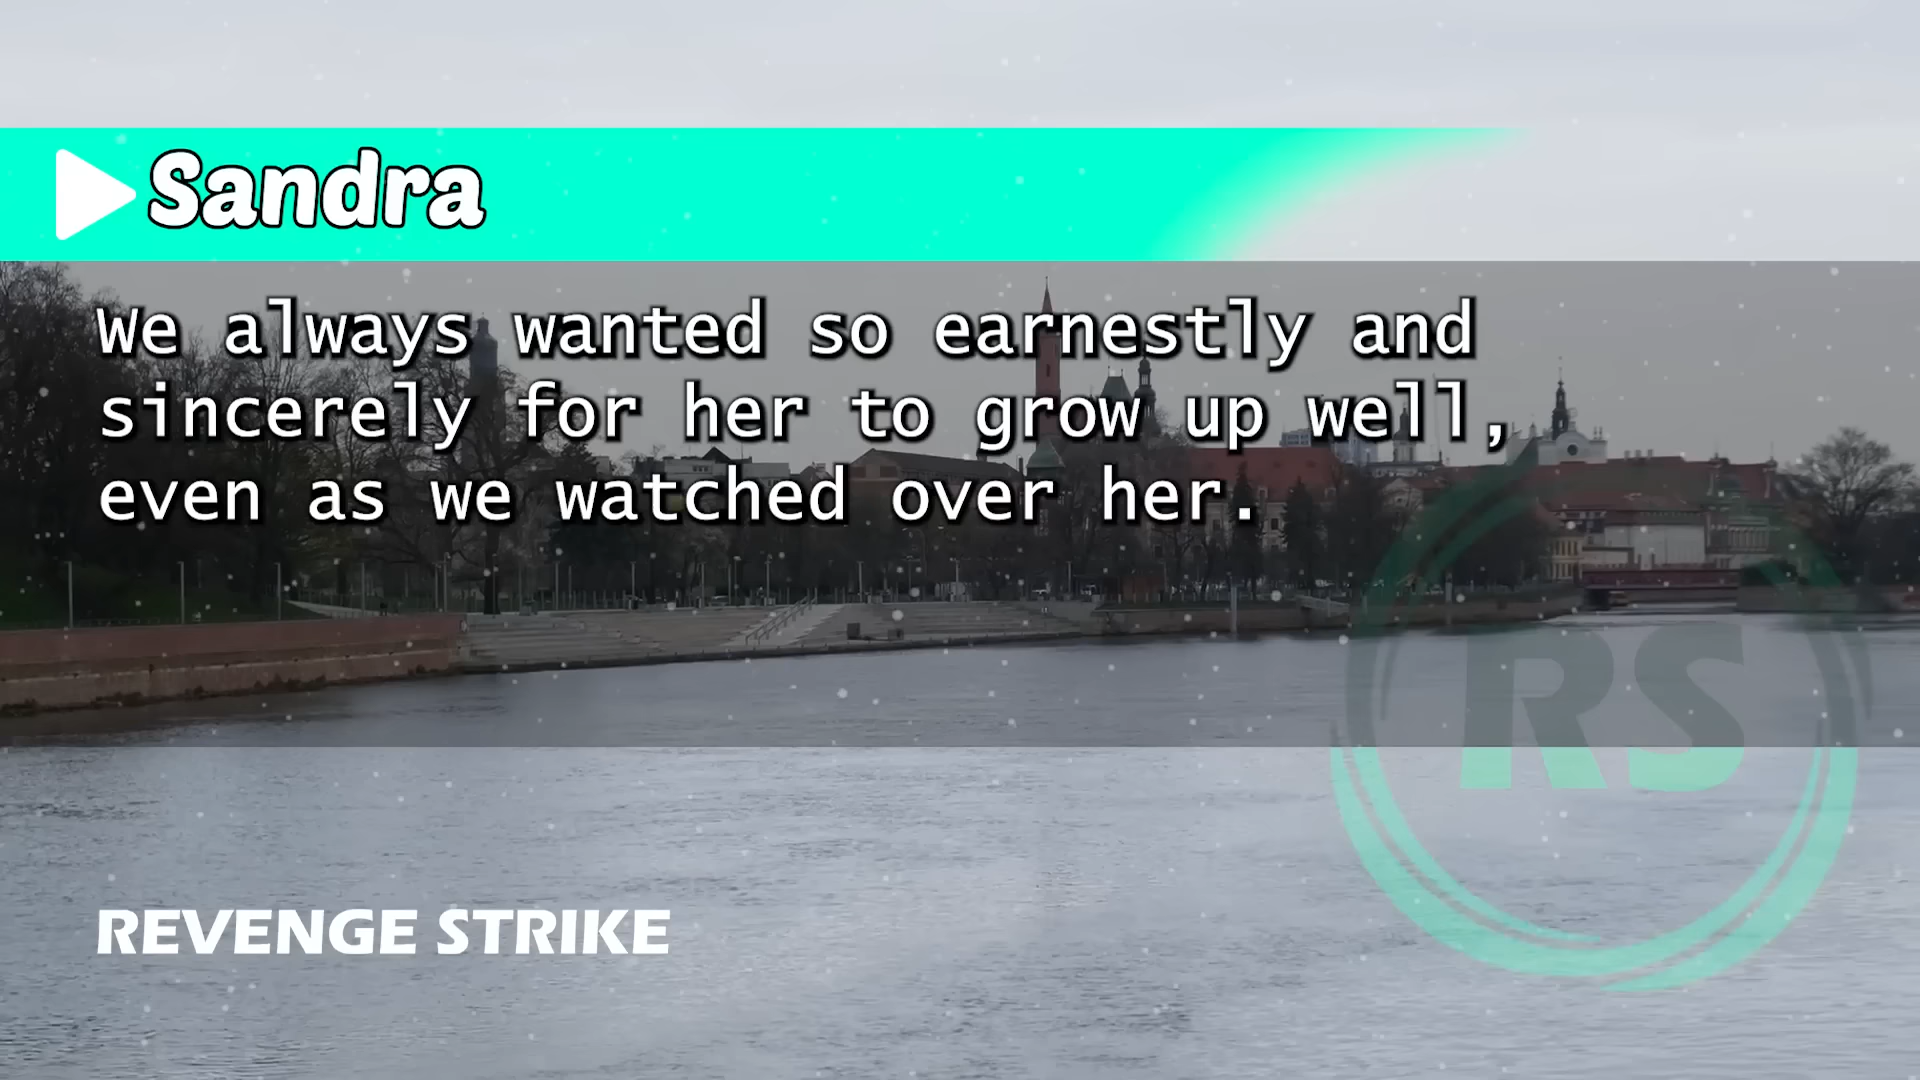 Sandra
We always wanted so earnestly and
sincerely for her to grow up well,
even as we watched over her.
RS
REVENGE STRIKE